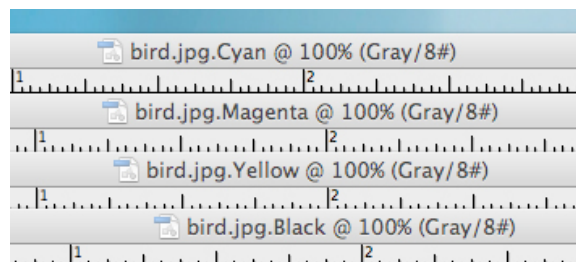 bird.jpg.Cyan @ 100% (Gray/8#)
1 2
bird.jpg.Magenta @ 100% (Gray/8#)
1 2
bird.jpg.Yellow @ 100% (Gray/8#)
1 2
bird.jpg.Black @ 100% (Gray/8#)
1 2